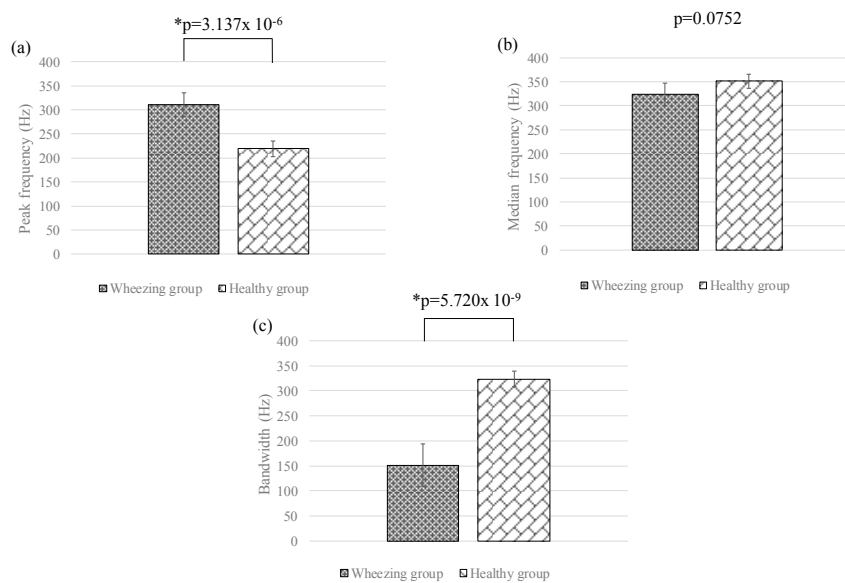 *p=3.137x 10-6
(a)
400
350
300
250
200
150
100
50
0
Peak frequency (Hz)
Wheezing group Healthy group
p=0.0752
(b)
400
350
300
250
200
150
100
50
0
Median frequency (Hz)
Wheezing group Healthy group
*p=5.720x 10-9
(c)
400
350
300
250
200
150
100
50
0
Bandwidth (Hz)
Wheezing group Healthy group